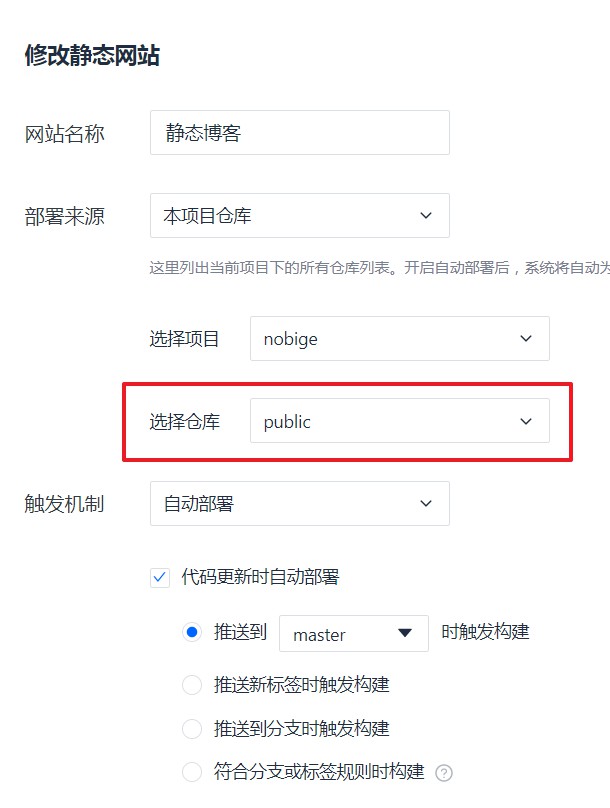 修改静态网站
网站名称 静态博客
部署来源 本项目仓库
这里列出当前项目下的所有仓库列表。开启自动部署后，系统将自动为
选择项目 nobige
选择仓库 public
触发机制 自动部署
代码更新时自动部署
推送到 master 时触发构建
推送新标签时触发构建
推送到分支时触发构建
符合分支或标签规则时构建 ?